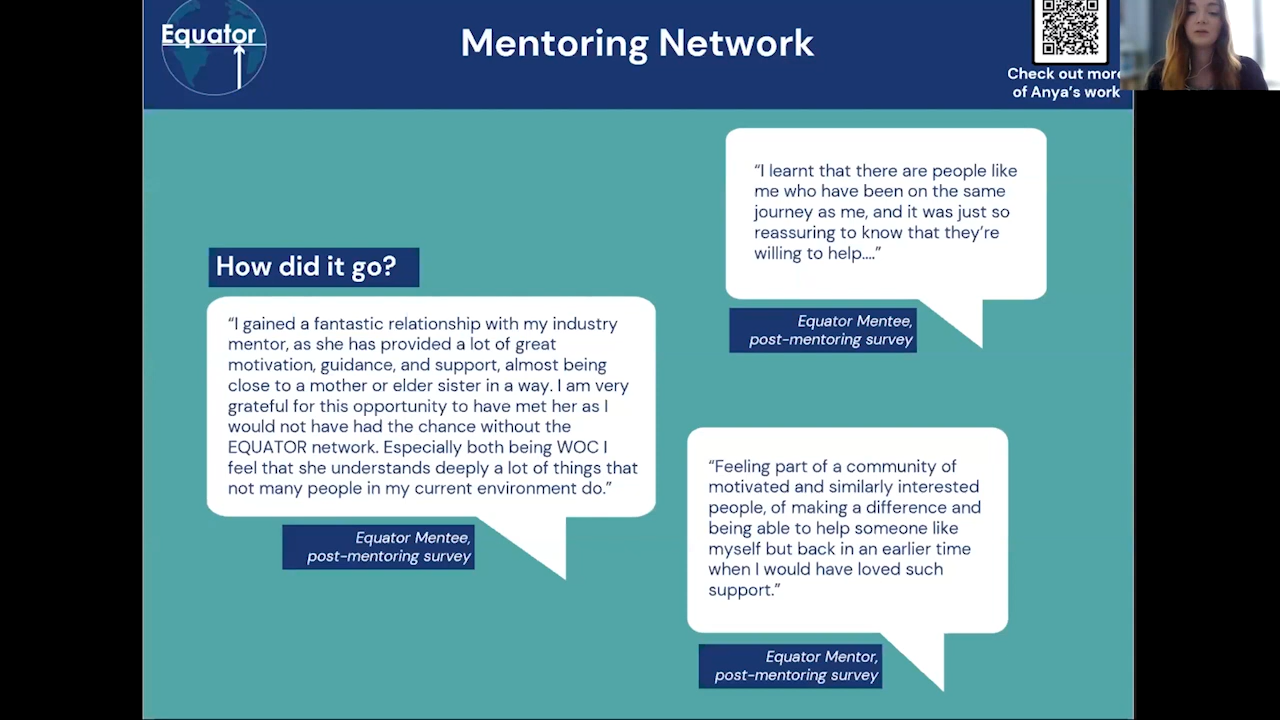 Equator
Mentoring Network
Check out more
of Anya's work
How did it go?
“I gained a fantastic relationship with my industry
mentor, as she has provided a lot of great
motivation, guidance, and support, almost being
close to a mother or elder sister in a way. I am very
grateful for this opportunity to have met her as I
would not have had the chance without the
EQUATOR network. Especially both being WOC I
feel that she understands deeply a lot of things that
not many people in my current environment do.”
Equator Mentee,
post-mentoring survey
“I learnt that there are people like
me who have been on the same
journey as me, and it was just so
reassuring to know that they’re
willing to help....”
Equator Mentee,
post-mentoring survey
“Feeling part of a community of
motivated and similarly interested
people, of making a difference and
being able to help someone like
myself but back in an earlier time
when I would have loved such
support.”
Equator Mentor,
post-mentoring survey